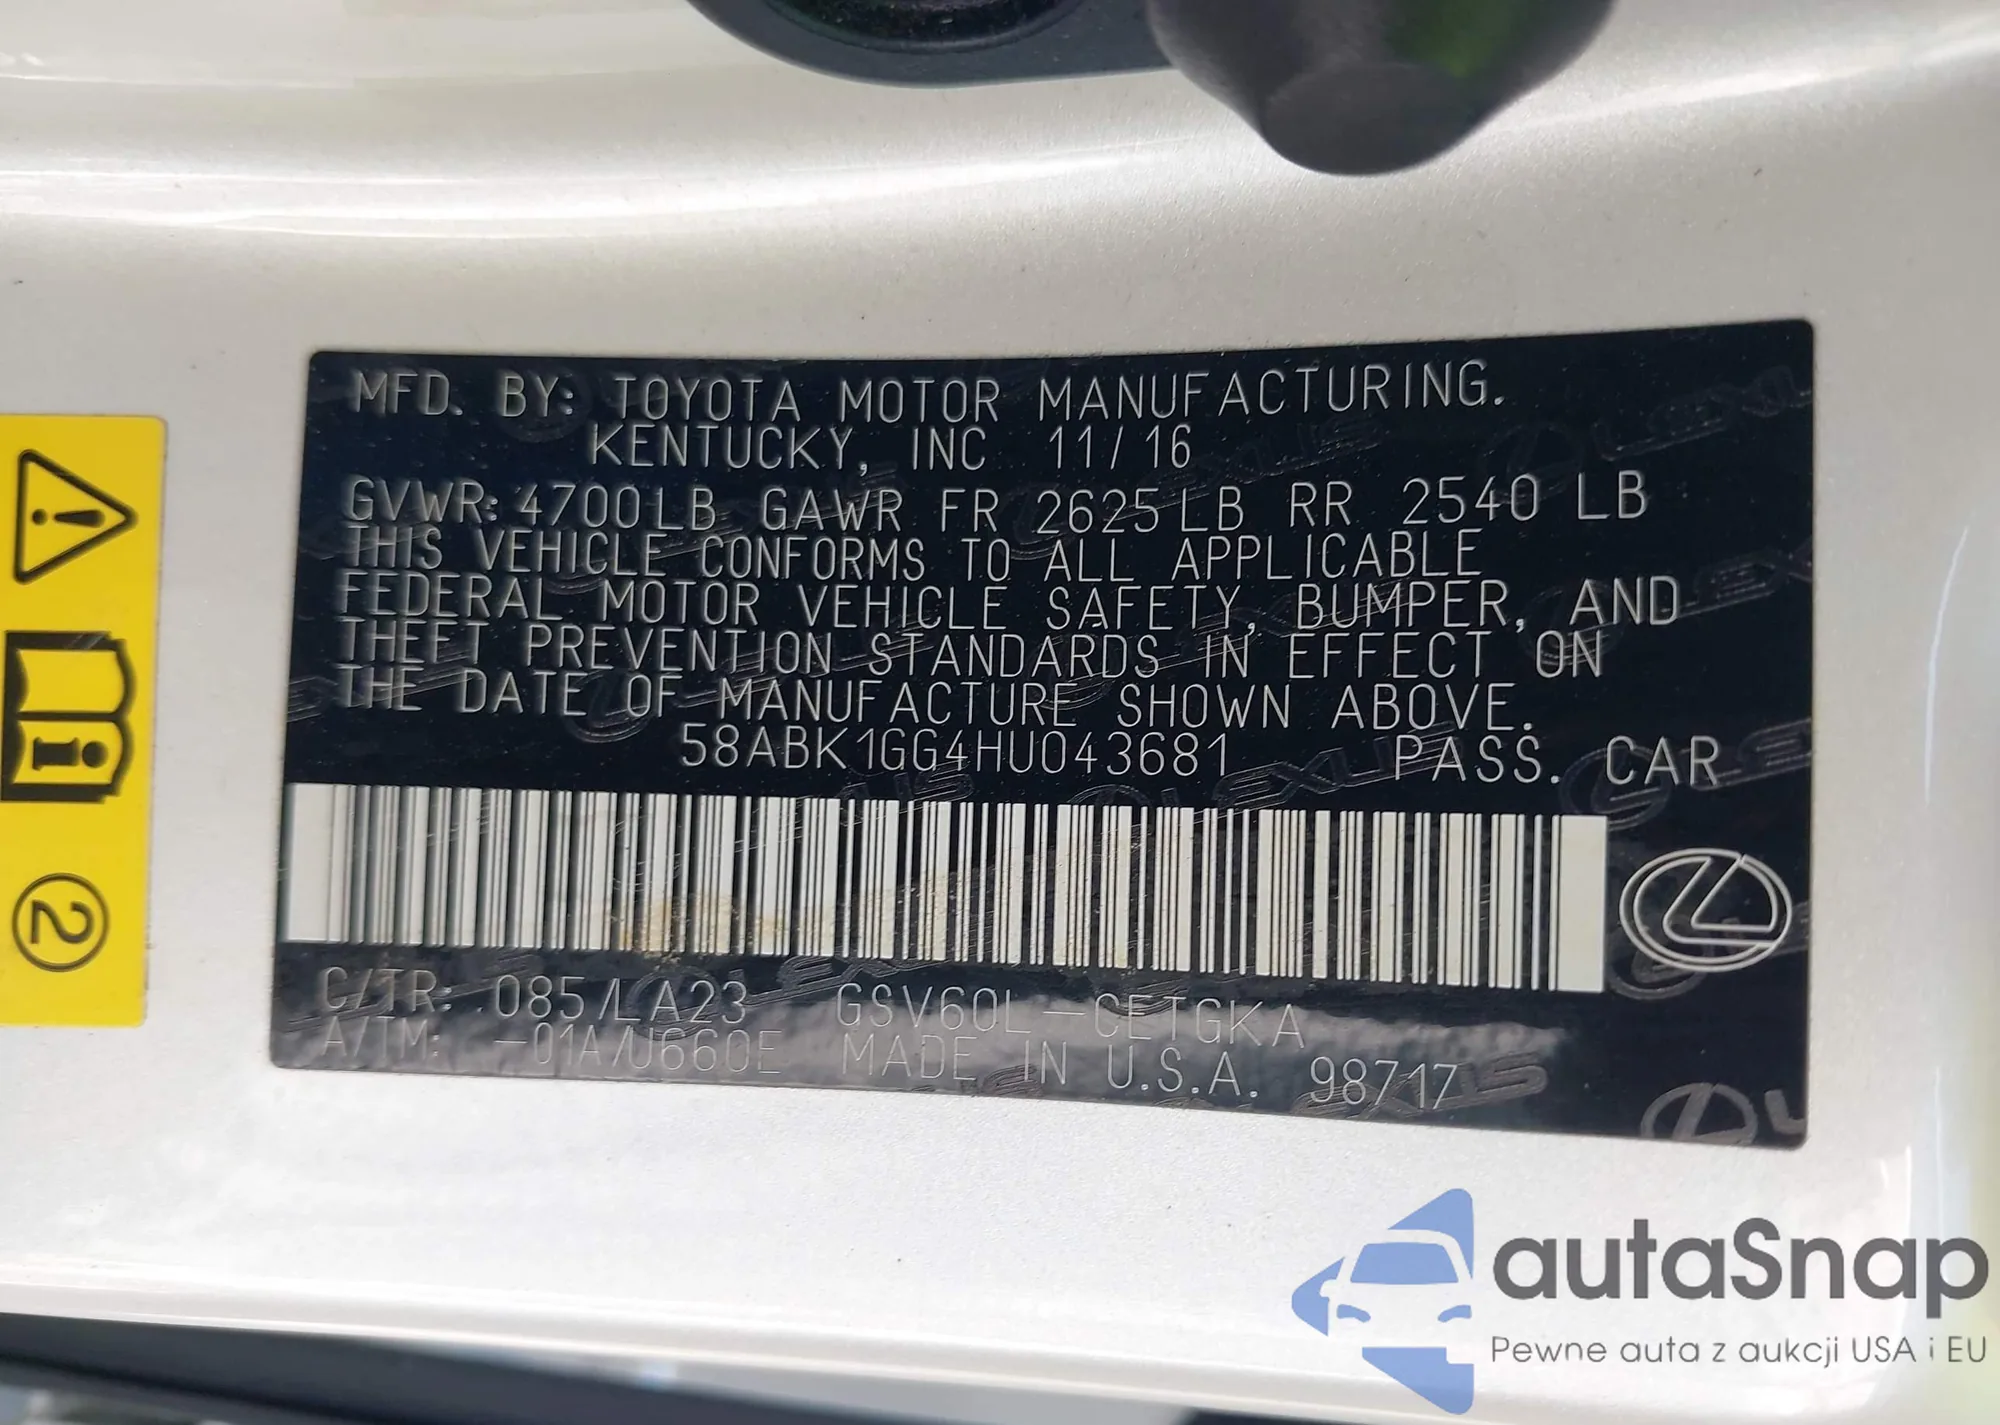 MFD. BY: TOYOTA MOTOR MANUFACTURING.
KENTUCKY, INC 11/16
GVWR: 4700LB GAWR FR 2625LB RR 2540 LB
THIS VEHICLE CONFORMS TO ALL APPLICABLE
FEDERAL MOTOR VEHICLE SAFETY, BUMPER, AND
THEFT PREVENTION STANDARDS IN EFFECT ON
THE DATE OF MANUFACTURE SHOWN ABOVE.
58ABK1GG4HU043681 PASS. CAR
C/TR: 085/LA23 GSV60L-CETGKA
A/TM: -01A/U660E MADE IN U.S.A. 98717
2
autaSnap
Pewne auta z aukcji USA i EU